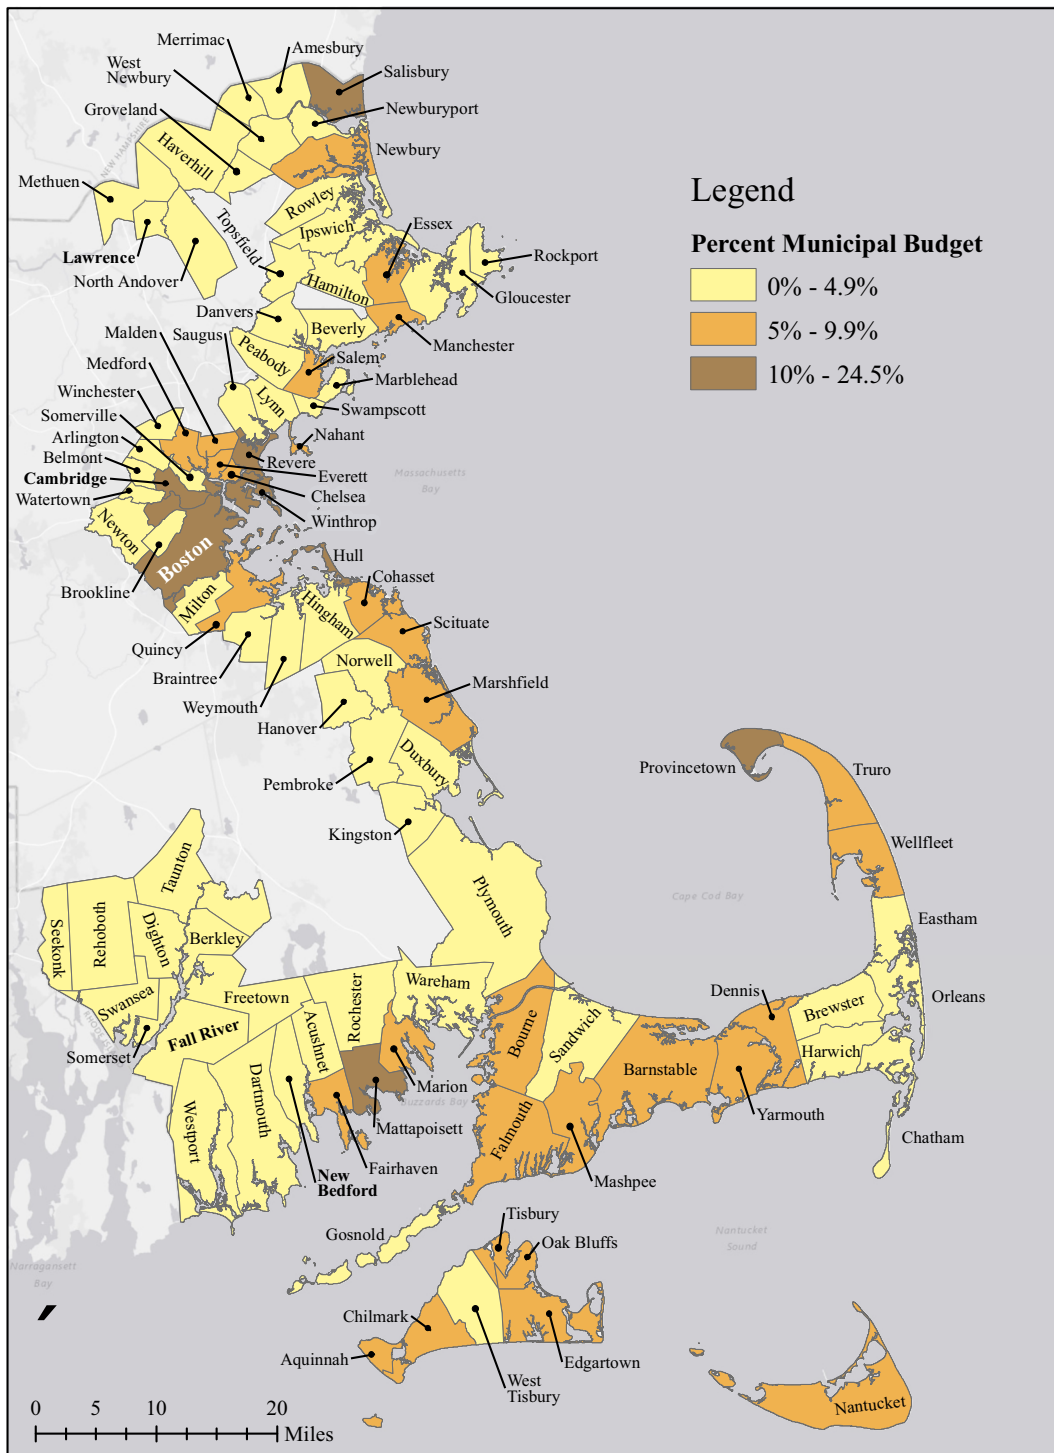 Merrimac
Amesbury
West
Newbury
Salisbury
Groveland
Newburyport
NEW HAMPSHIRE
Haverhill
Newbury
Methuen
Rowley
Topsfield
Ipswich
Essex
Lawrence
North Andover
Rockport
Hamilton
Gloucester
Danvers
Beverly
Manchester
Malden
Saugus
Peabody
Salem
Medford
Marblehead
Winchester
Lynn
Swampscott
Somerville
Nahant
Arlington
Revere
Belmont
Everett
Cambridge
Chelsea
Watertown
Winthrop
Massachusetts
Bay
Newton
Boston
Hull
Brookline
Cohasset
Milton
Hingham
Scituate
Quincy
Norwell
Braintree
Marshfield
Weymouth
Hanover
Duxbury
Pembroke
Kingston
Provincetown
Truro
Wellfleet
Taunton
Plymouth
Cape Cod Bay
Eastham
Seekonk
Rehoboth
Dighton
Berkley
Swansea
Freetown
Rochester
Wareham
Dennis
Brewster
Orleans
Somerset
Fall River
Acushnet
Bourne
Sandwich
Harwich
Marion
Barnstable
Buzzards Bay
Yarmouth
Westport
Dartmouth
Mattapoisett
Falmouth
Chatham
Fairhaven
New
Bedford
Mashpee
Gosnold
Tisbury
Oak Bluffs
Nantucket
Sound
Narragansett
Bay
Chilmark
Aquinnah
Edgartown
West
Tisbury
Nantucket
0 5 10 20
Miles
Legend
Percent Municipal Budget
0% - 4.9%
5% - 9.9%
10% - 24.5%